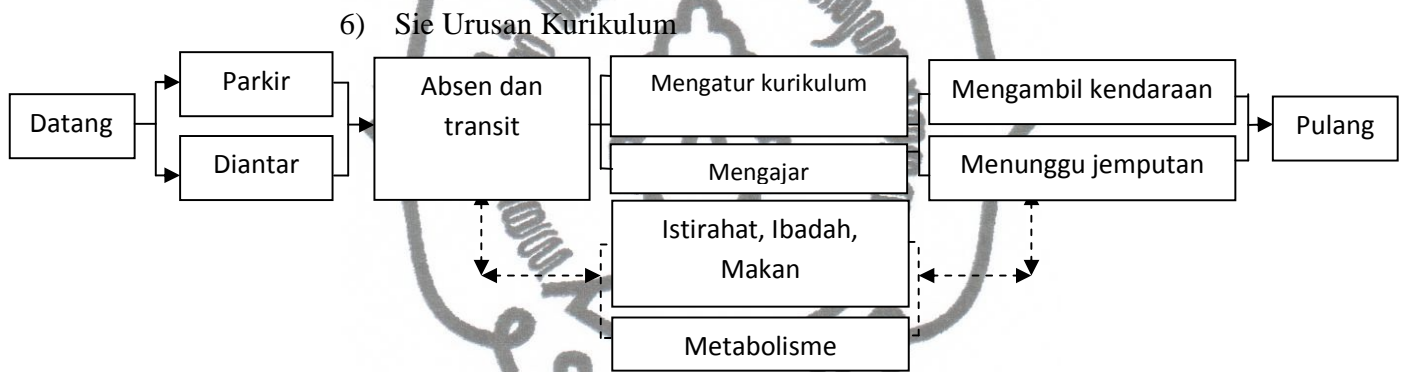 6) Sie Urusan Kurikulum
Datang
Parkir
Diantar
Absen dan
transit
Mengatur kurikulum
Mengajar
Istirahat, Ibadah,
Makan
Metabolisme
Mengambil kendaraan
Menunggu jemputan
Pulang